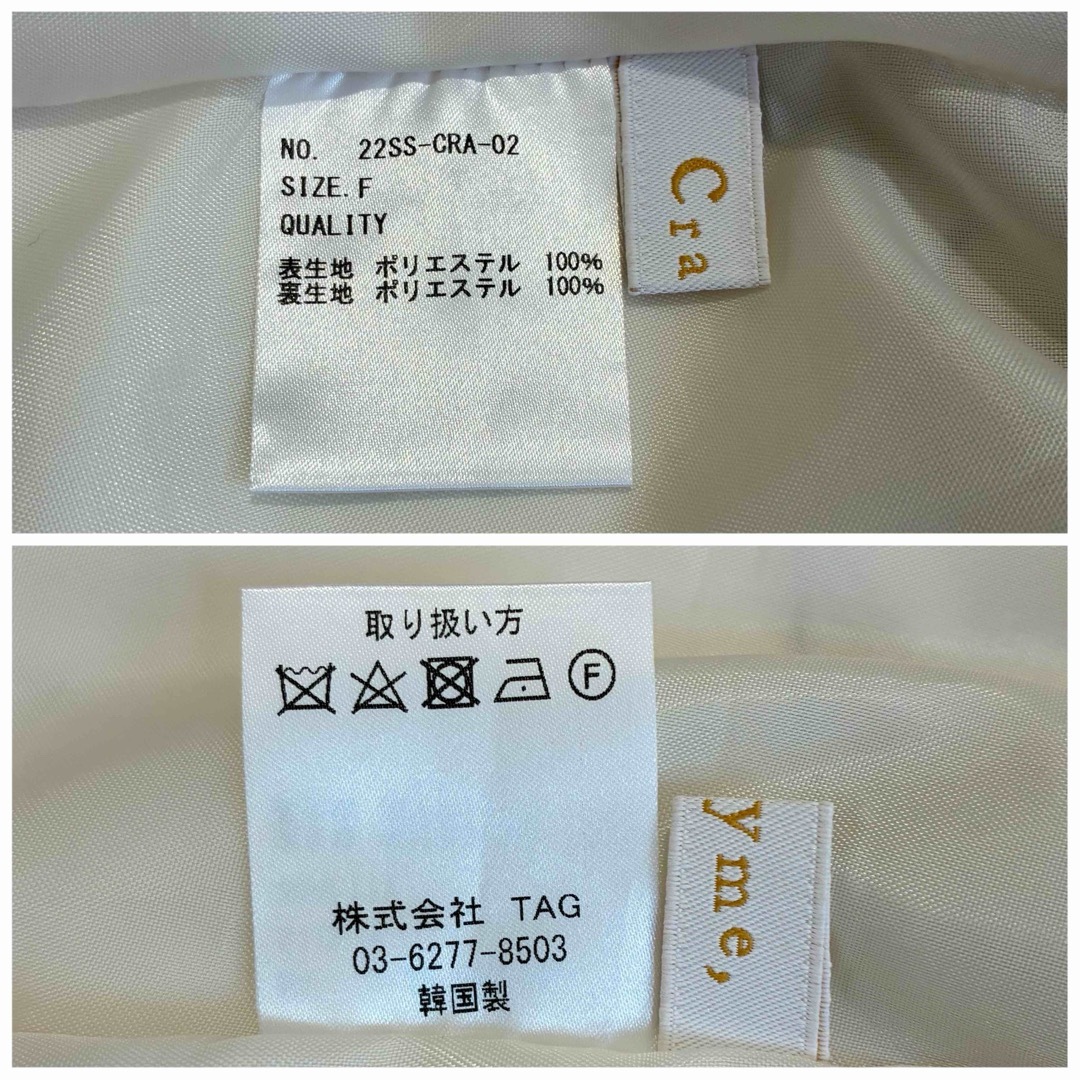 NO. 22SS-CRA-02
SIZE. F
QUALITY
表生地 ポリエステル 100%
裏生地 ポリエステル 100%
Cra
取り扱い方
F
株式会社 TAG
03-6277-8503
韓国製
yme,